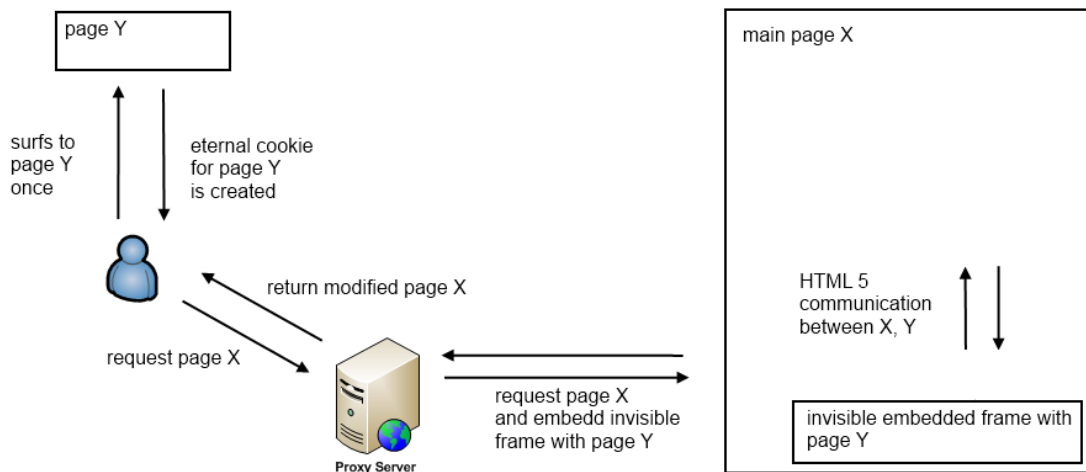 page Y
main page X
surfs to
page Y
once
eternal cookie
for page Y
is created
return modified page X
request page X
Proxy Server
request page X
and embedd invisible
frame with page Y
HTML 5
communication
between X, Y
invisible embedded frame with
page Y